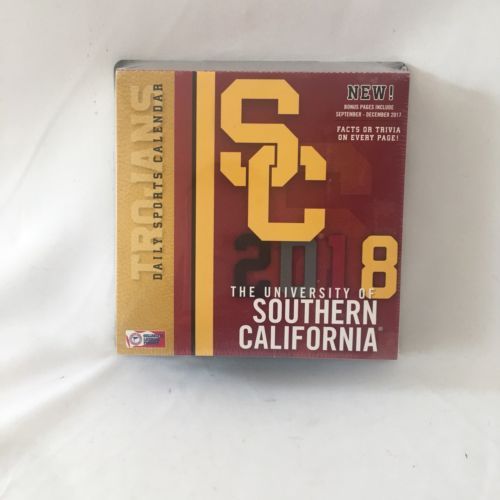 TROJANS
DAILY SPORTS CALENDAR
SC
NEW!
BONUS PAGES INCLUDE
SEPTEMBER - DECEMBER 2017
FACTS OR TRIVIA
ON EVERY PAGE!
2018
THE UNIVERSITY OF
SOUTHERN
CALIFORNIA®